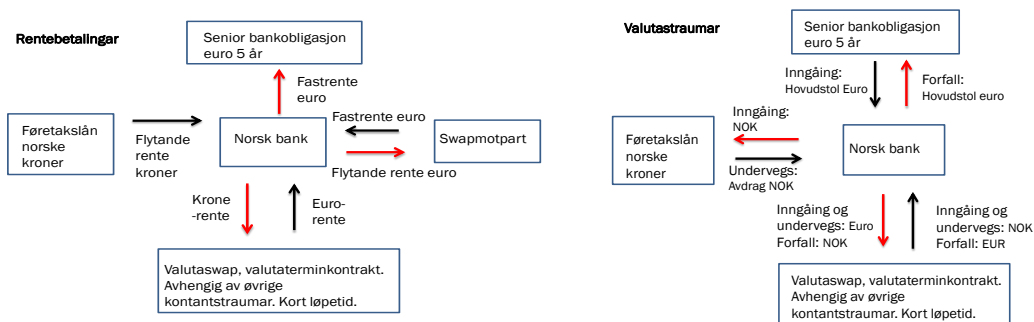 Rentebetalingar
Senior bankobligasjon
euro 5 år
Fastrente
euro
Føretakslån
norske
kroner
Flytande
rente
kroner
Norsk bank
Fastrente euro
Flytande rente euro
Swapmotpart
Krone
-rente
Euro-
rente
Valutaswap, valutaterminkontrakt.
Avhengig av øvrige
kontantstraumar. Kort løpetid.
Valutastraumar
Senior bankobligasjon
euro 5 år
Inngåing:
Hovudstol Euro
Forfall:
Hovudstol euro
Føretakslån
norske
kroner
Inngåing:
NOK
Undervegs:
Avdrag NOK
Norsk bank
Inngåing og
undervegs: Euro
Forfall: NOK
Inngåing og
undervegs: NOK
Forfall: EUR
Valutaswap, valutaterminkontrakt.
Avhengig av øvrige
kontantstraumar. Kort løpetid.